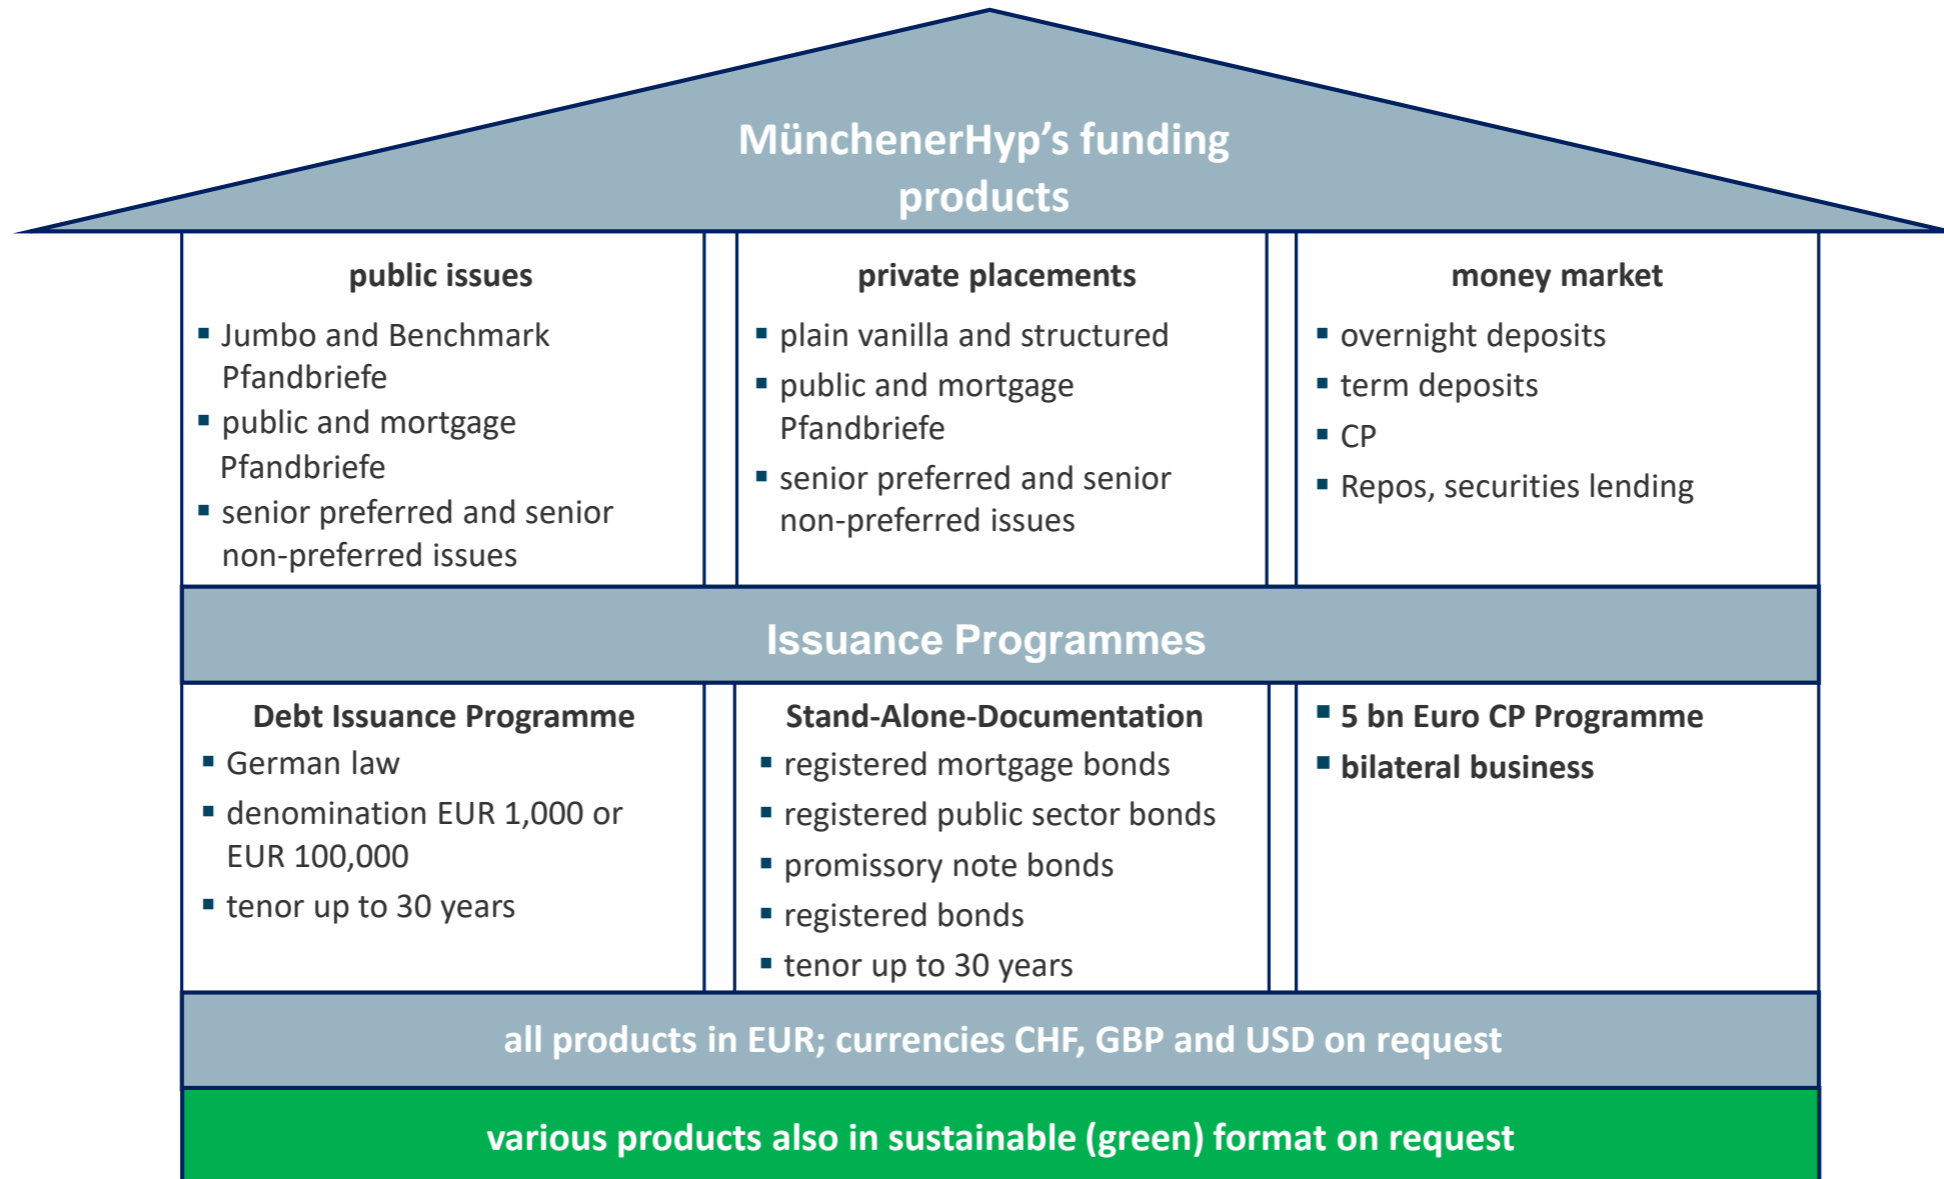 MünchenerHyp’s funding
products
public issues
▪ Jumbo and Benchmark
Pfandbriefe
▪ public and mortgage
Pfandbriefe
▪ senior preferred and senior
non-preferred issues
private placements
▪ plain vanilla and structured
▪ public and mortgage
Pfandbriefe
▪ senior preferred and senior
non-preferred issues
money market
▪ overnight deposits
▪ term deposits
▪ CP
▪ Repos, securities lending
Issuance Programmes
Debt Issuance Programme
▪ German law
▪ denomination EUR 1,000 or
EUR 100,000
▪ tenor up to 30 years
Stand-Alone-Documentation
▪ registered mortgage bonds
▪ registered public sector bonds
▪ promissory note bonds
▪ registered bonds
▪ tenor up to 30 years
▪ 5 bn Euro CP Programme
▪ bilateral business
all products in EUR; currencies CHF, GBP and USD on request
various products also in sustainable (green) format on request